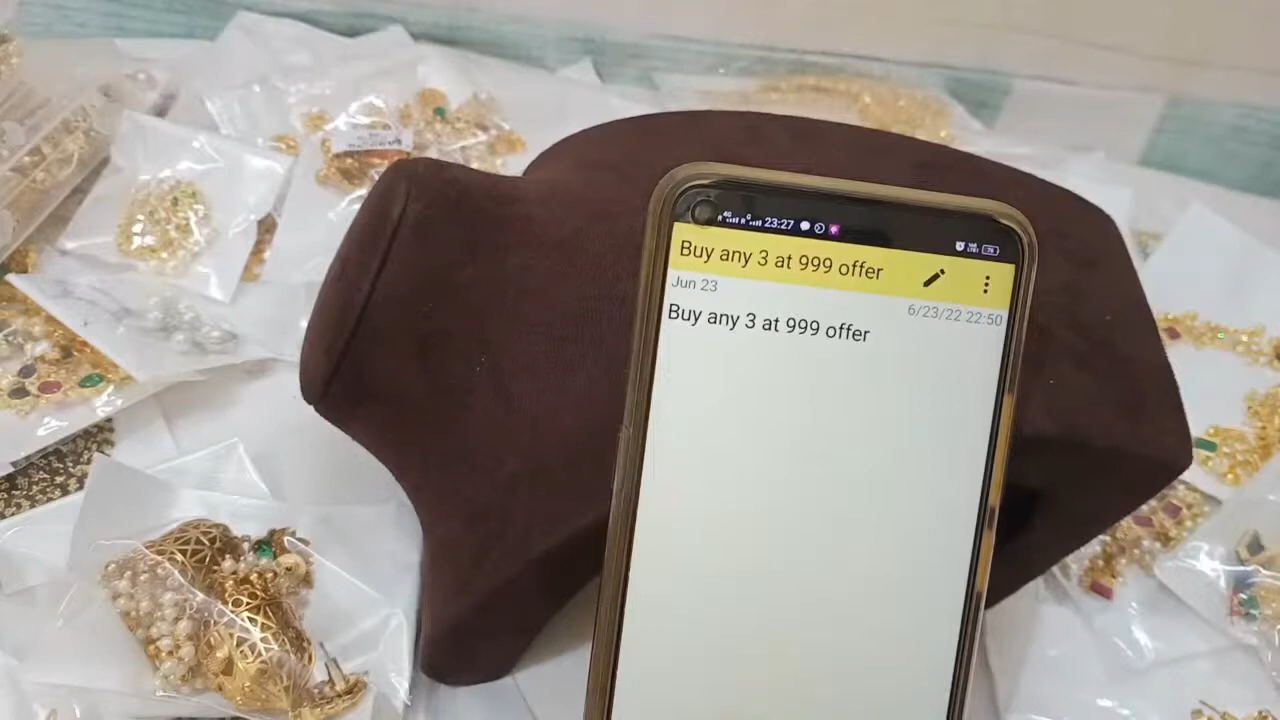 23:27
Buy any 3 at 999 offer
Jun 23
6/23/22 22:50
Buy any 3 at 999 offer